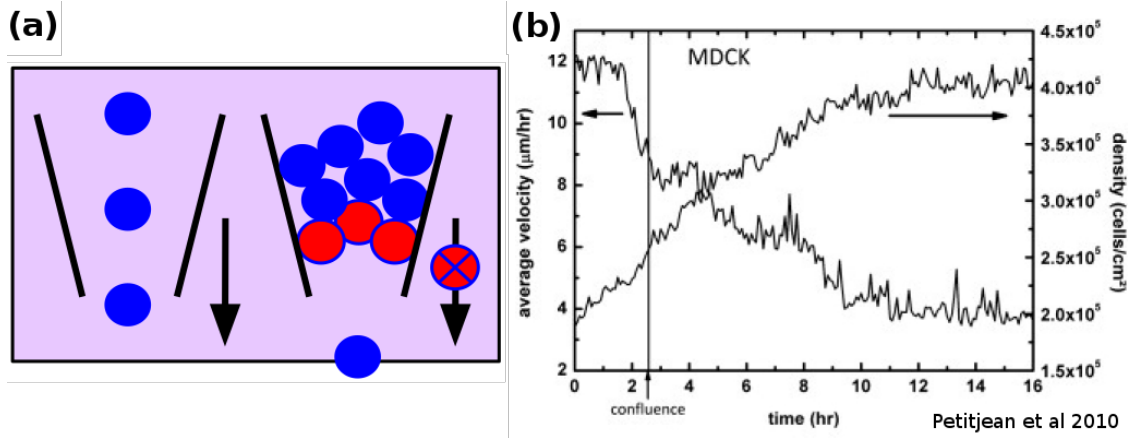 (a)
(b)
MDCK
12
10
8
6
4
2
average velocity (μm/hr)
4.5x10⁵
4.0x10⁵
3.5x10⁵
3.0x10⁵
2.5x10⁵
2.0x10⁵
1.5x10⁵
density (cells/cm²)
0 2 4 6 8 10 12 14 16
confluence
time (hr)
Petitjean et al 2010